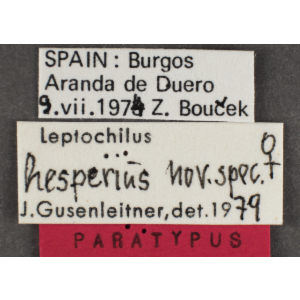 SPAIN: Burgos
Aranda de Duero
9.vii.1974 Z. Bouček
Leptochilus ♀
hesperius nov.spec.
J.Gusenleitner,det.1979
PARATYPUS